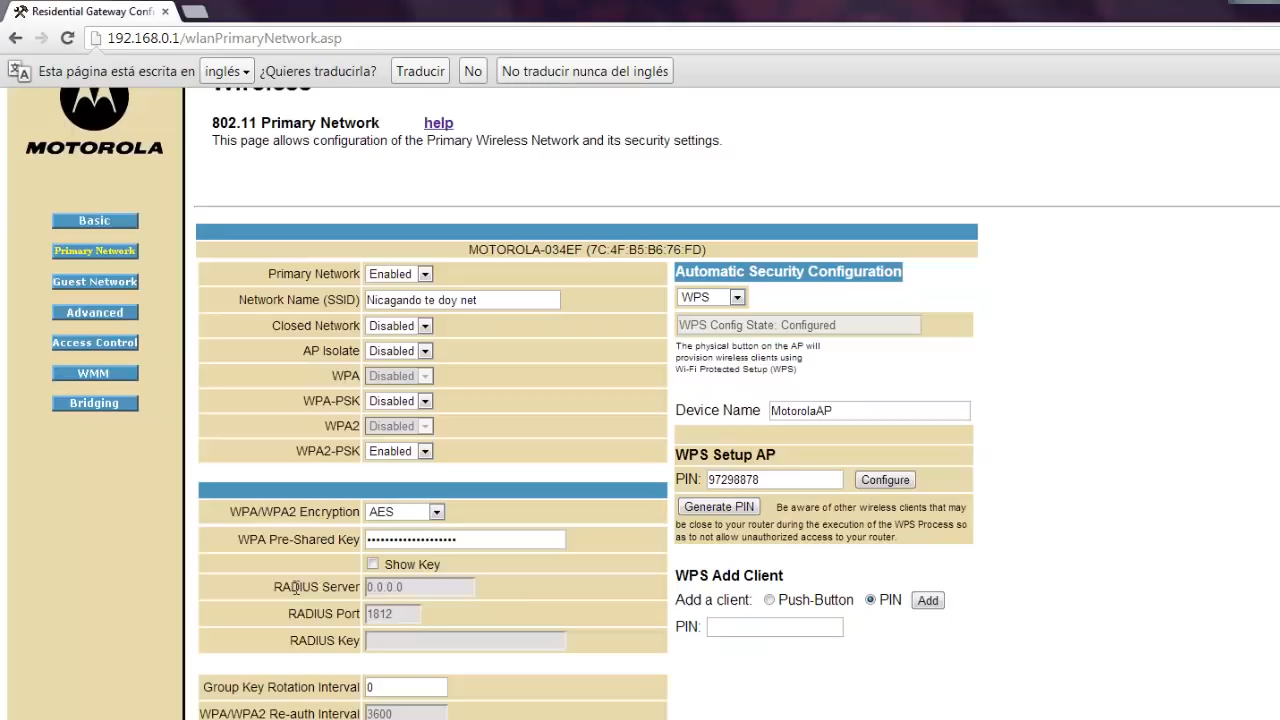 Residential Gateway Confi
192.168.0.1/wlanPrimaryNetwork.asp
Esta página está escrita en inglés ¿Quieres traducirla? Traducir No No traducir nunca del inglés
Wireless
MOTOROLA
802.11 Primary Network help
This page allows configuration of the Primary Wireless Network and its security settings.
Basic
Primary Network
Guest Network
Advanced
Access Control
WMM
Bridging
MOTOROLA-034EF (7C:4F:B5:B6:76:FD)
Primary Network Enabled
Network Name (SSID) Nicagando te doy net
Closed Network Disabled
AP Isolate Disabled
WPA Disabled
WPA-PSK Disabled
WPA2 Disabled
WPA2-PSK Enabled
WPA/WPA2 Encryption AES
WPA Pre-Shared Key ••••••••••••••••••••
Show Key
RADIUS Server 0.0.0.0
RADIUS Port 1812
RADIUS Key
Group Key Rotation Interval 0
WPA/WPA2 Re-auth Interval 3600
Automatic Security Configuration
WPS
WPS Config State: Configured
The physical button on the AP will
provision wireless clients using
Wi-Fi Protected Setup (WPS)
Device Name MotorolaAP
WPS Setup AP
PIN: 97298878 Configure
Generate PIN Be aware of other wireless clients that may
be close to your router during the execution of the WPS Process so
as to not allow unauthorized access to your router.
WPS Add Client
Add a client: Push-Button PIN Add
PIN: